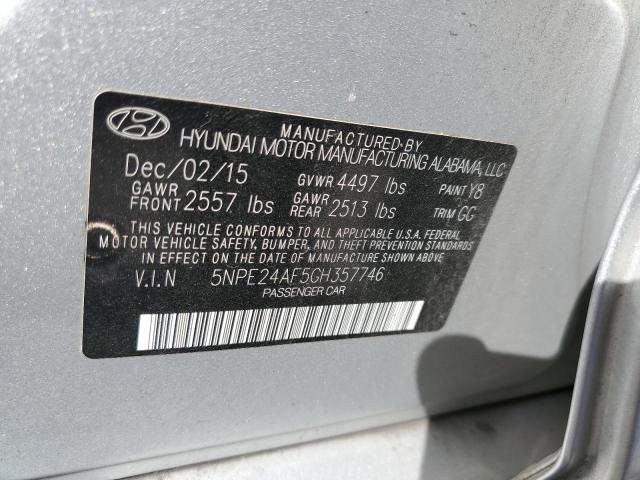 MANUFACTURED BY
HYUNDAI MOTOR MANUFACTURING ALABAMA, LLC
Dec/02/15 GVWR 4497 lbs PAINT Y8
GAWR FRONT 2557 lbs GAWR REAR 2513 lbs TRIM GG
THIS VEHICLE CONFORMS TO ALL APPLICABLE U.S.A. FEDERAL
MOTOR VEHICLE SAFETY, BUMPER, AND THEFT PREVENTION STANDARDS
IN EFFECT ON THE DATE OF MANUFACTURE SHOWN ABOVE.
V.I.N 5NPE24AF5GH357746
PASSENGER CAR